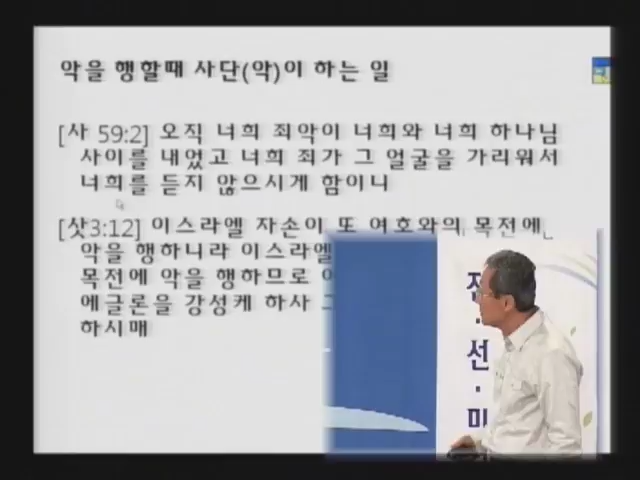 악을 행할때 사단(악)이 하는 일
[사 59:2] 오직 너희 죄악이 너희와 너희 하나님
사이를 내었고 너희 죄가 그 얼굴을 가리워서
너희를 듣지 않으시게 함이니
[삿3:12] 이스라엘 자손이 또 여호와의 목전에
악을 행하니라 이스라엘
목전에 악을 행하므로
에글론을 강성케 하사 그
하시매
전·선·미